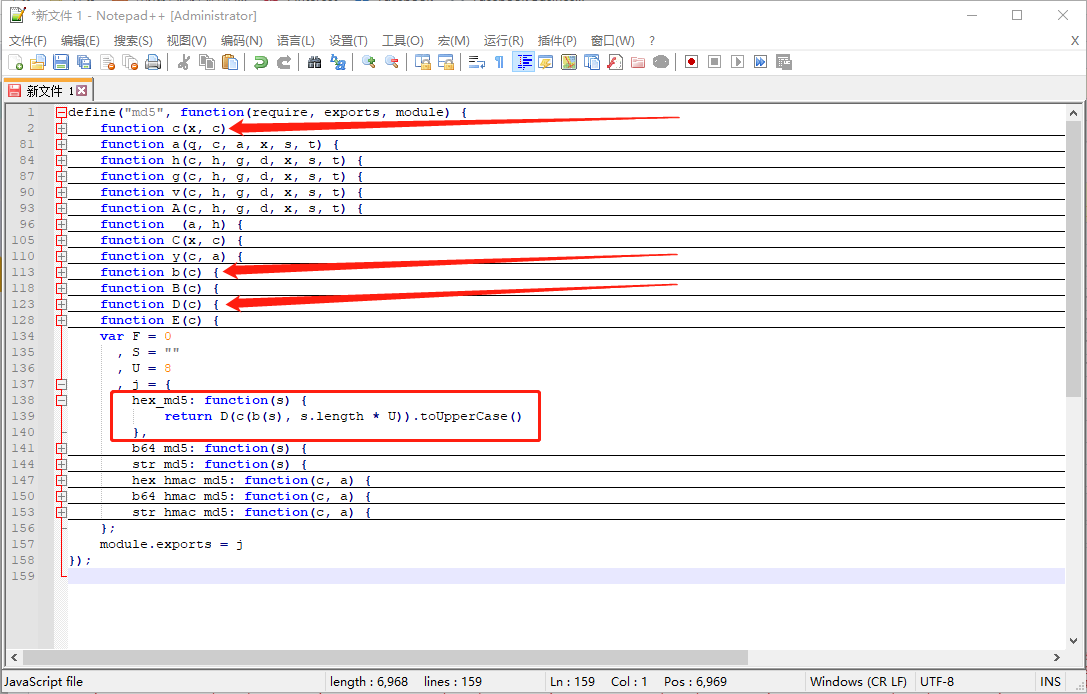 *新文件 1 - Notepad++ [Administrator]
文件(F) 编辑(E) 搜索(S) 视图(V) 编码(N) 语言(L) 设置(T) 工具(O) 宏(M) 运行(R) 插件(P) 窗口(W) ? X
新文件 1
1 define("md5", function(require, exports, module) {
2 function c(x, c)
81 function a(q, c, a, x, s, t) {
84 function h(c, h, g, d, x, s, t) {
87 function g(c, h, g, d, x, s, t) {
90 function v(c, h, g, d, x, s, t) {
93 function A(c, h, g, d, x, s, t) {
96 function _(a, h) {
105 function C(x, c) {
110 function y(c, a) {
113 function b(c) {
118 function B(c) {
123 function D(c) {
128 function E(c) {
134 var F = 0
135 , S = ""
136 , U = 8
137 , j = {
138 hex_md5: function(s) {
139 return D(c(b(s), s.length * U)).toUpperCase()
140 },
141 b64_md5: function(s) {
144 str_md5: function(s) {
147 hex_hmac_md5: function(c, a) {
150 b64_hmac_md5: function(c, a) {
153 str_hmac_md5: function(c, a) {
156 };
157 module.exports = j
158 });
159
JavaScript file length : 6,968 lines : 159 Ln : 159 Col : 1 Pos : 6,969 Windows (CR LF) UTF-8 INS